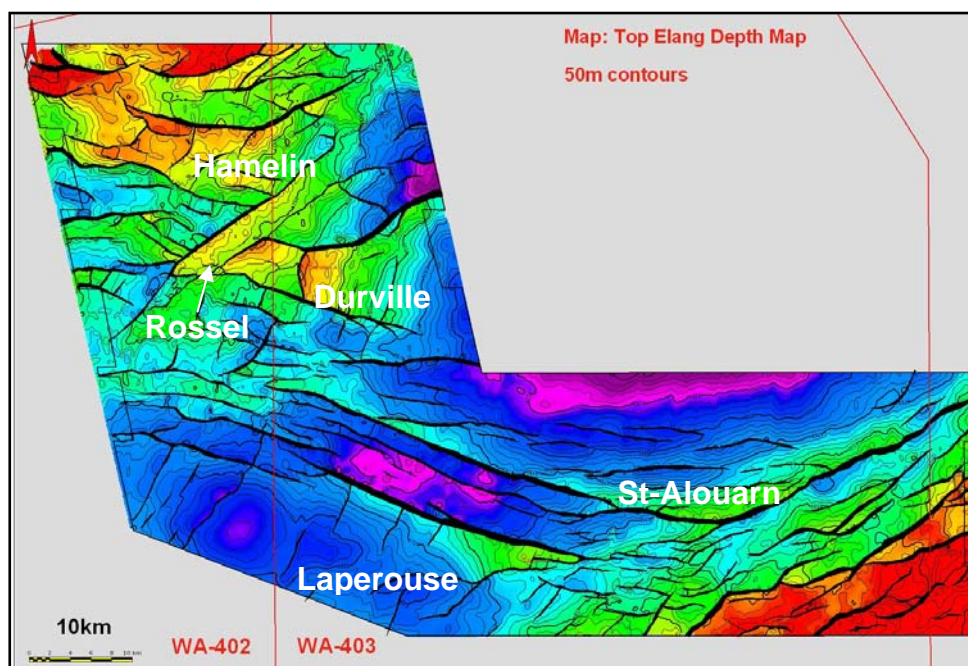 Map: Top Elang Depth Map
50m contours
Hamelin
Durville
Rossel
St-Alouarn
Laperouse
10km
WA-402 WA-403